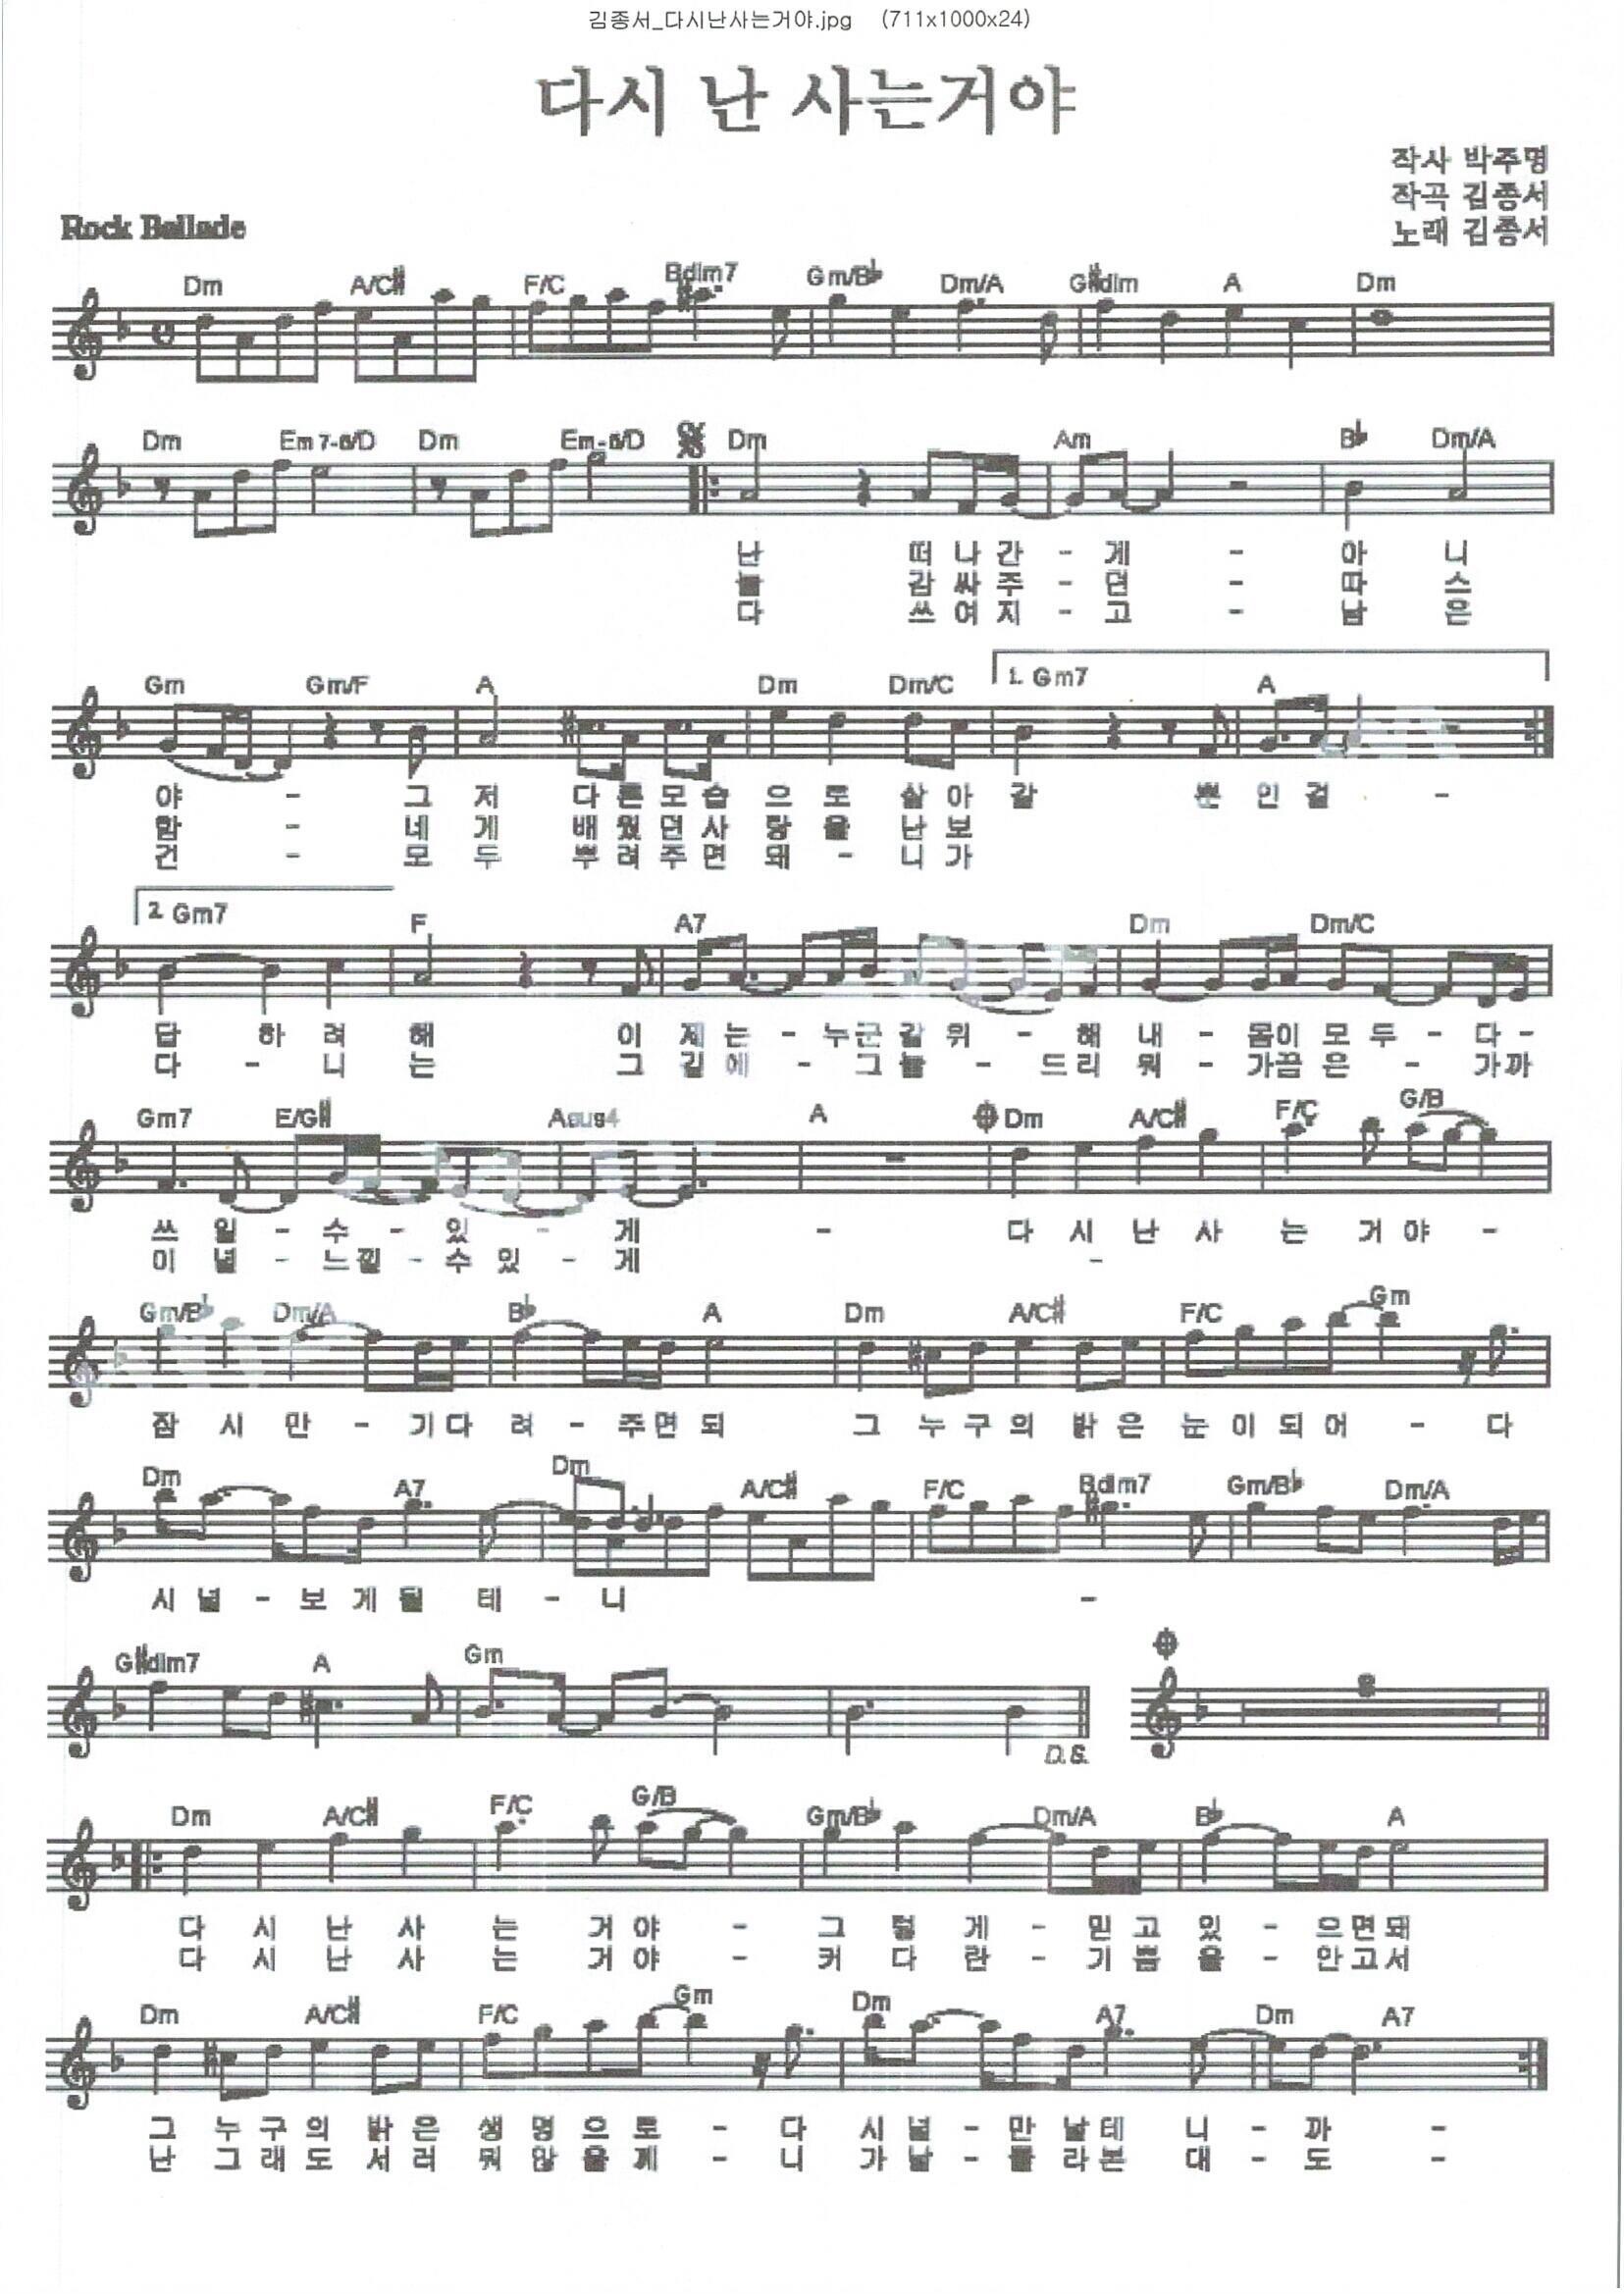 김종서_다시난사는거야.jpg (711x1000x24)
다시 난 사는거야
작사 박주명
작곡 김종서
노래 김종서
Rock Ballade
Dm A/C# F/C Bdim7 Gm/B♭ Dm/A G#dim A Dm
Dm Em7-5/D Dm Em-5/D Dm Am B♭ Dm/A
난 떠 나 간 - 게 - 아 니
늘 감 싸 주 - 던 - 따 스
다 쓰 여 지 - 고 - 남 은
1. Gm7
Gm Gm/F A Dm Dm/C A
야 - 그 저 다 른 모 습 으 로 살 아 갈 뿐 인 걸 -
함 - 네 게 배 웠 던 사 랑 을 난 보
건 - 모 두 뿌 려 주 면 돼 - 니 가
2. Gm7 F A7 Dm Dm/C
답 하 려 해 이 제 는 - 누 군 갈 위 - 해 내 - 몸 이 모 두 - 다 -
다 - 니 는 그 길 에 - 그 늘 - 드 리 워 - 가 끔 은 - 가 까
Gm7 E/G# Asus4 A Dm A/C# F/C G/B
쓰 일 - 수 - 있 - 게 - 다 시 난 사 는 거 야 -
이 널 - 느 낄 - 수 있 - 게 -
Gm/B♭ Dm/A B♭ A Dm A/C# F/C Gm
잠 시 만 - 기 다 려 - 주 면 되 그 누 구 의 밝 은 눈 이 되 어 - 다
Dm A7 Dm A/C# F/C Bdim7 Gm/B♭ Dm/A
시 널 - 보 게 될 테 - 니 -
G#dim7 A Gm
D.S.
8
Dm A/C# F/C G/B Gm/B♭ Dm/A B♭ A
다 시 난 사 는 거 야 - 그 렇 게 - 믿 고 있 - 으 면 돼
다 시 난 사 는 거 야 - 커 다 란 - 기 쁨 을 - 안 고 서
Dm A/C# F/C Gm Dm A7 Dm A7
그 누 구 의 밝 은 생 명 으 로 - 다 시 널 - 만 날 테 니 - 까 -
난 그 래 도 서 러 워 않 을 께 - 니 가 날 - 몰 라 본 대 - 도 -